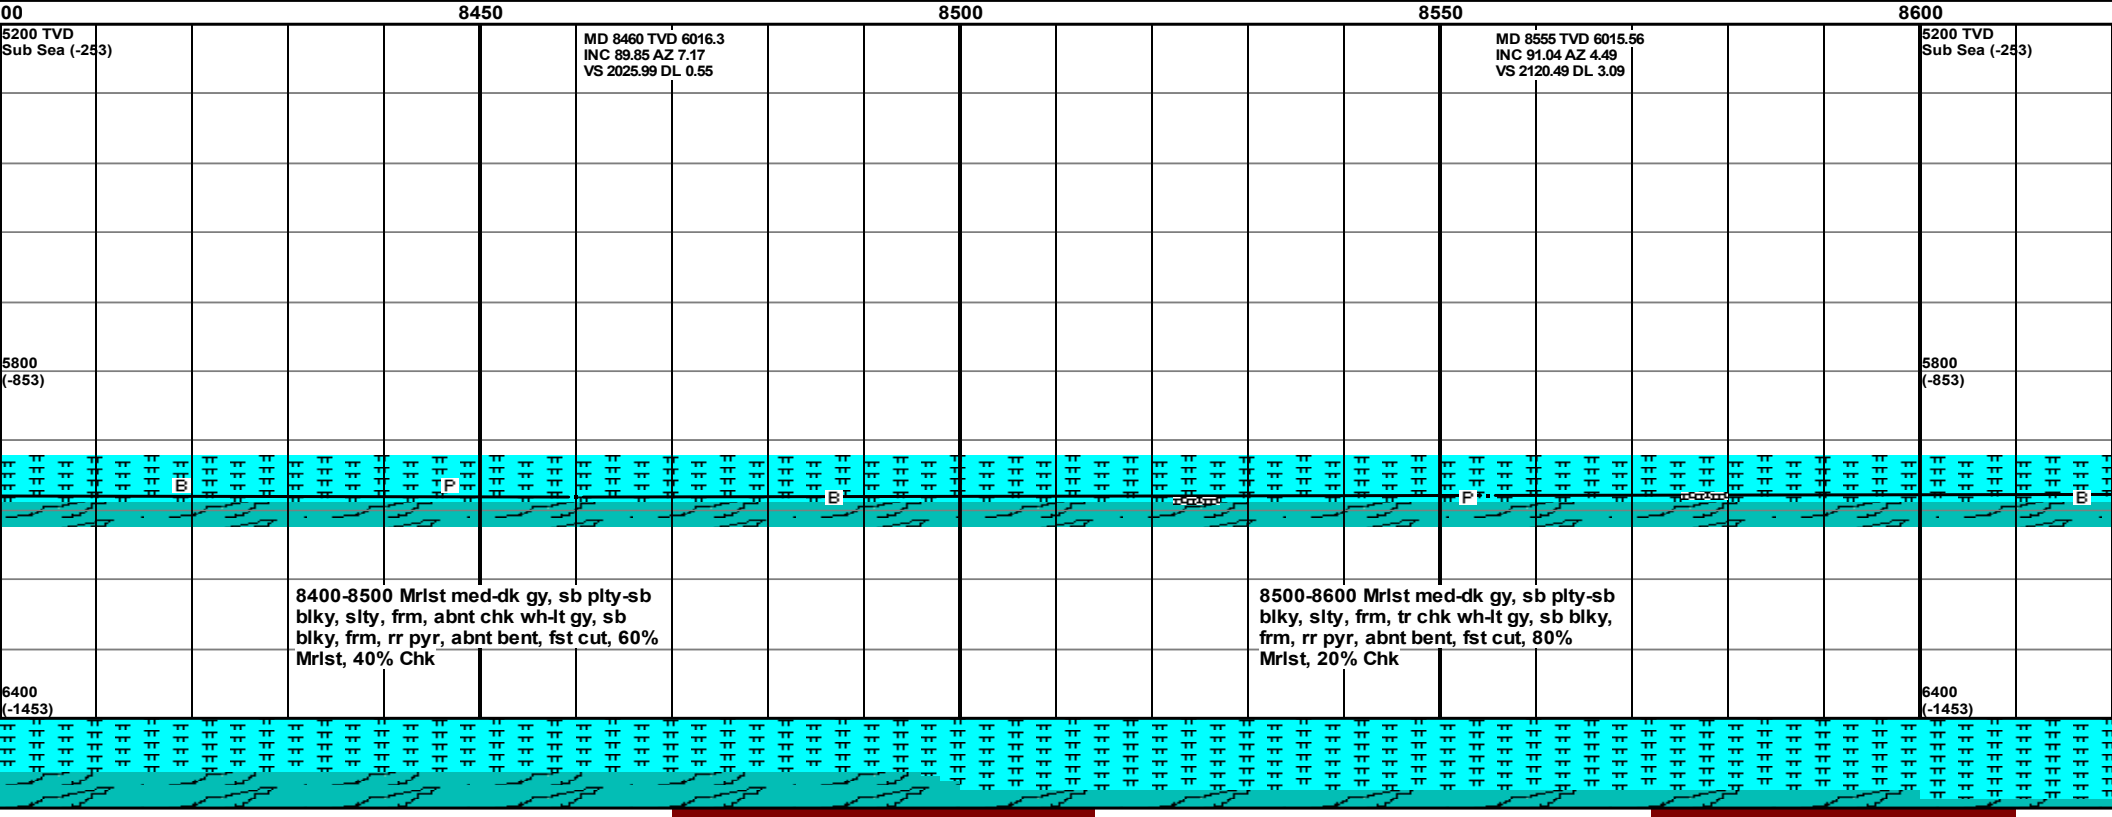 00 8450 8500 8550 8600
5200 TVD
Sub Sea (-253)
MD 8460 TVD 6016.3
INC 89.85 AZ 7.17
VS 2025.99 DL 0.55
MD 8555 TVD 6015.56
INC 91.04 AZ 4.49
VS 2120.49 DL 3.09
5200 TVD
Sub Sea (-253)
5800
(-853)
5800
(-853)
B P B P B
8400-8500 Mrlst med-dk gy, sb plty-sb
blky, slty, frm, abnt chk wh-lt gy, sb
blky, frm, rr pyr, abnt bent, fst cut, 60%
Mrlst, 40% Chk
8500-8600 Mrlst med-dk gy, sb plty-sb
blky, slty, frm, tr chk wh-lt gy, sb blky,
frm, rr pyr, abnt bent, fst cut, 80%
Mrlst, 20% Chk
6400
(-1453)
6400
(-1453)